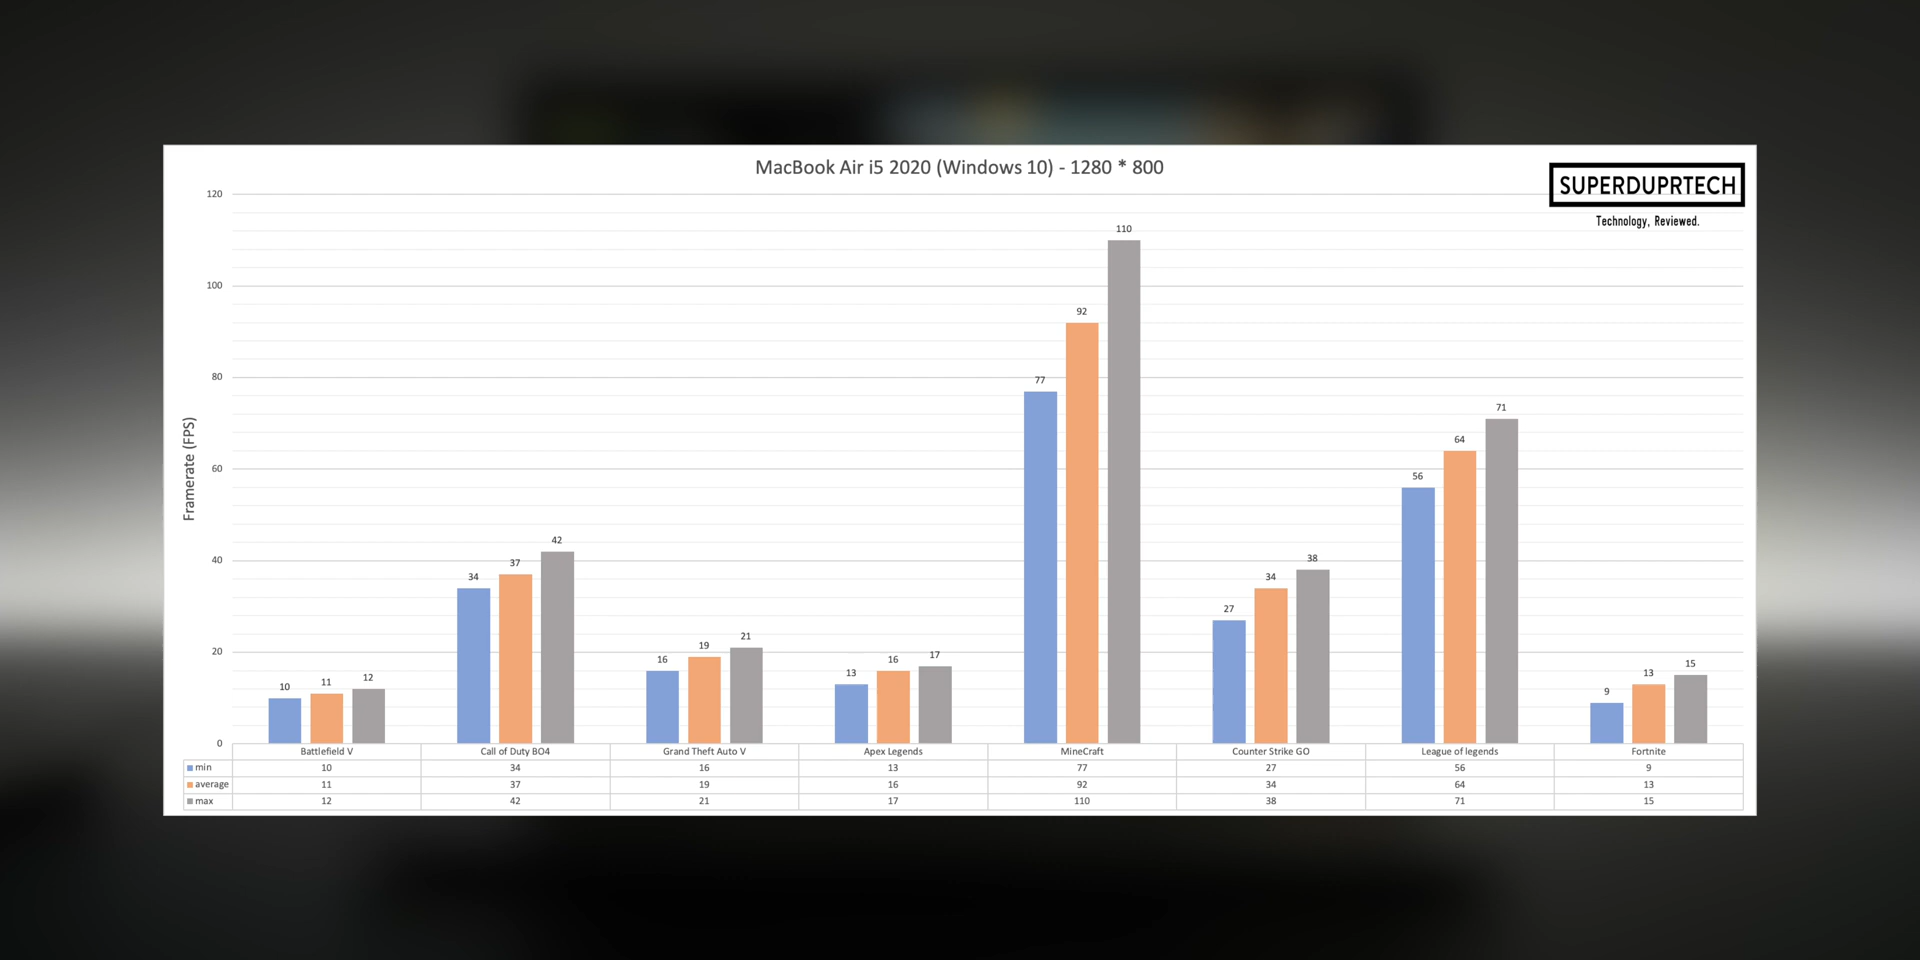 MacBook Air i5 2020 (Windows 10) - 1280 * 800
SUPERDUPRTECH
Technology, Reviewed.
Framerate (FPS)
120
100
80
60
40
20
0
10 11 12
34 37 42
16 19 21
13 16 17
77 92 110
27 34 38
56 64 71
9 13 15
Battlefield V Call of Duty BO4 Grand Theft Auto V Apex Legends MineCraft Counter Strike GO League of legends Fortnite
min 10 34 16 13 77 27 56 9
average 11 37 19 16 92 34 64 13
max 12 42 21 17 110 38 71 15